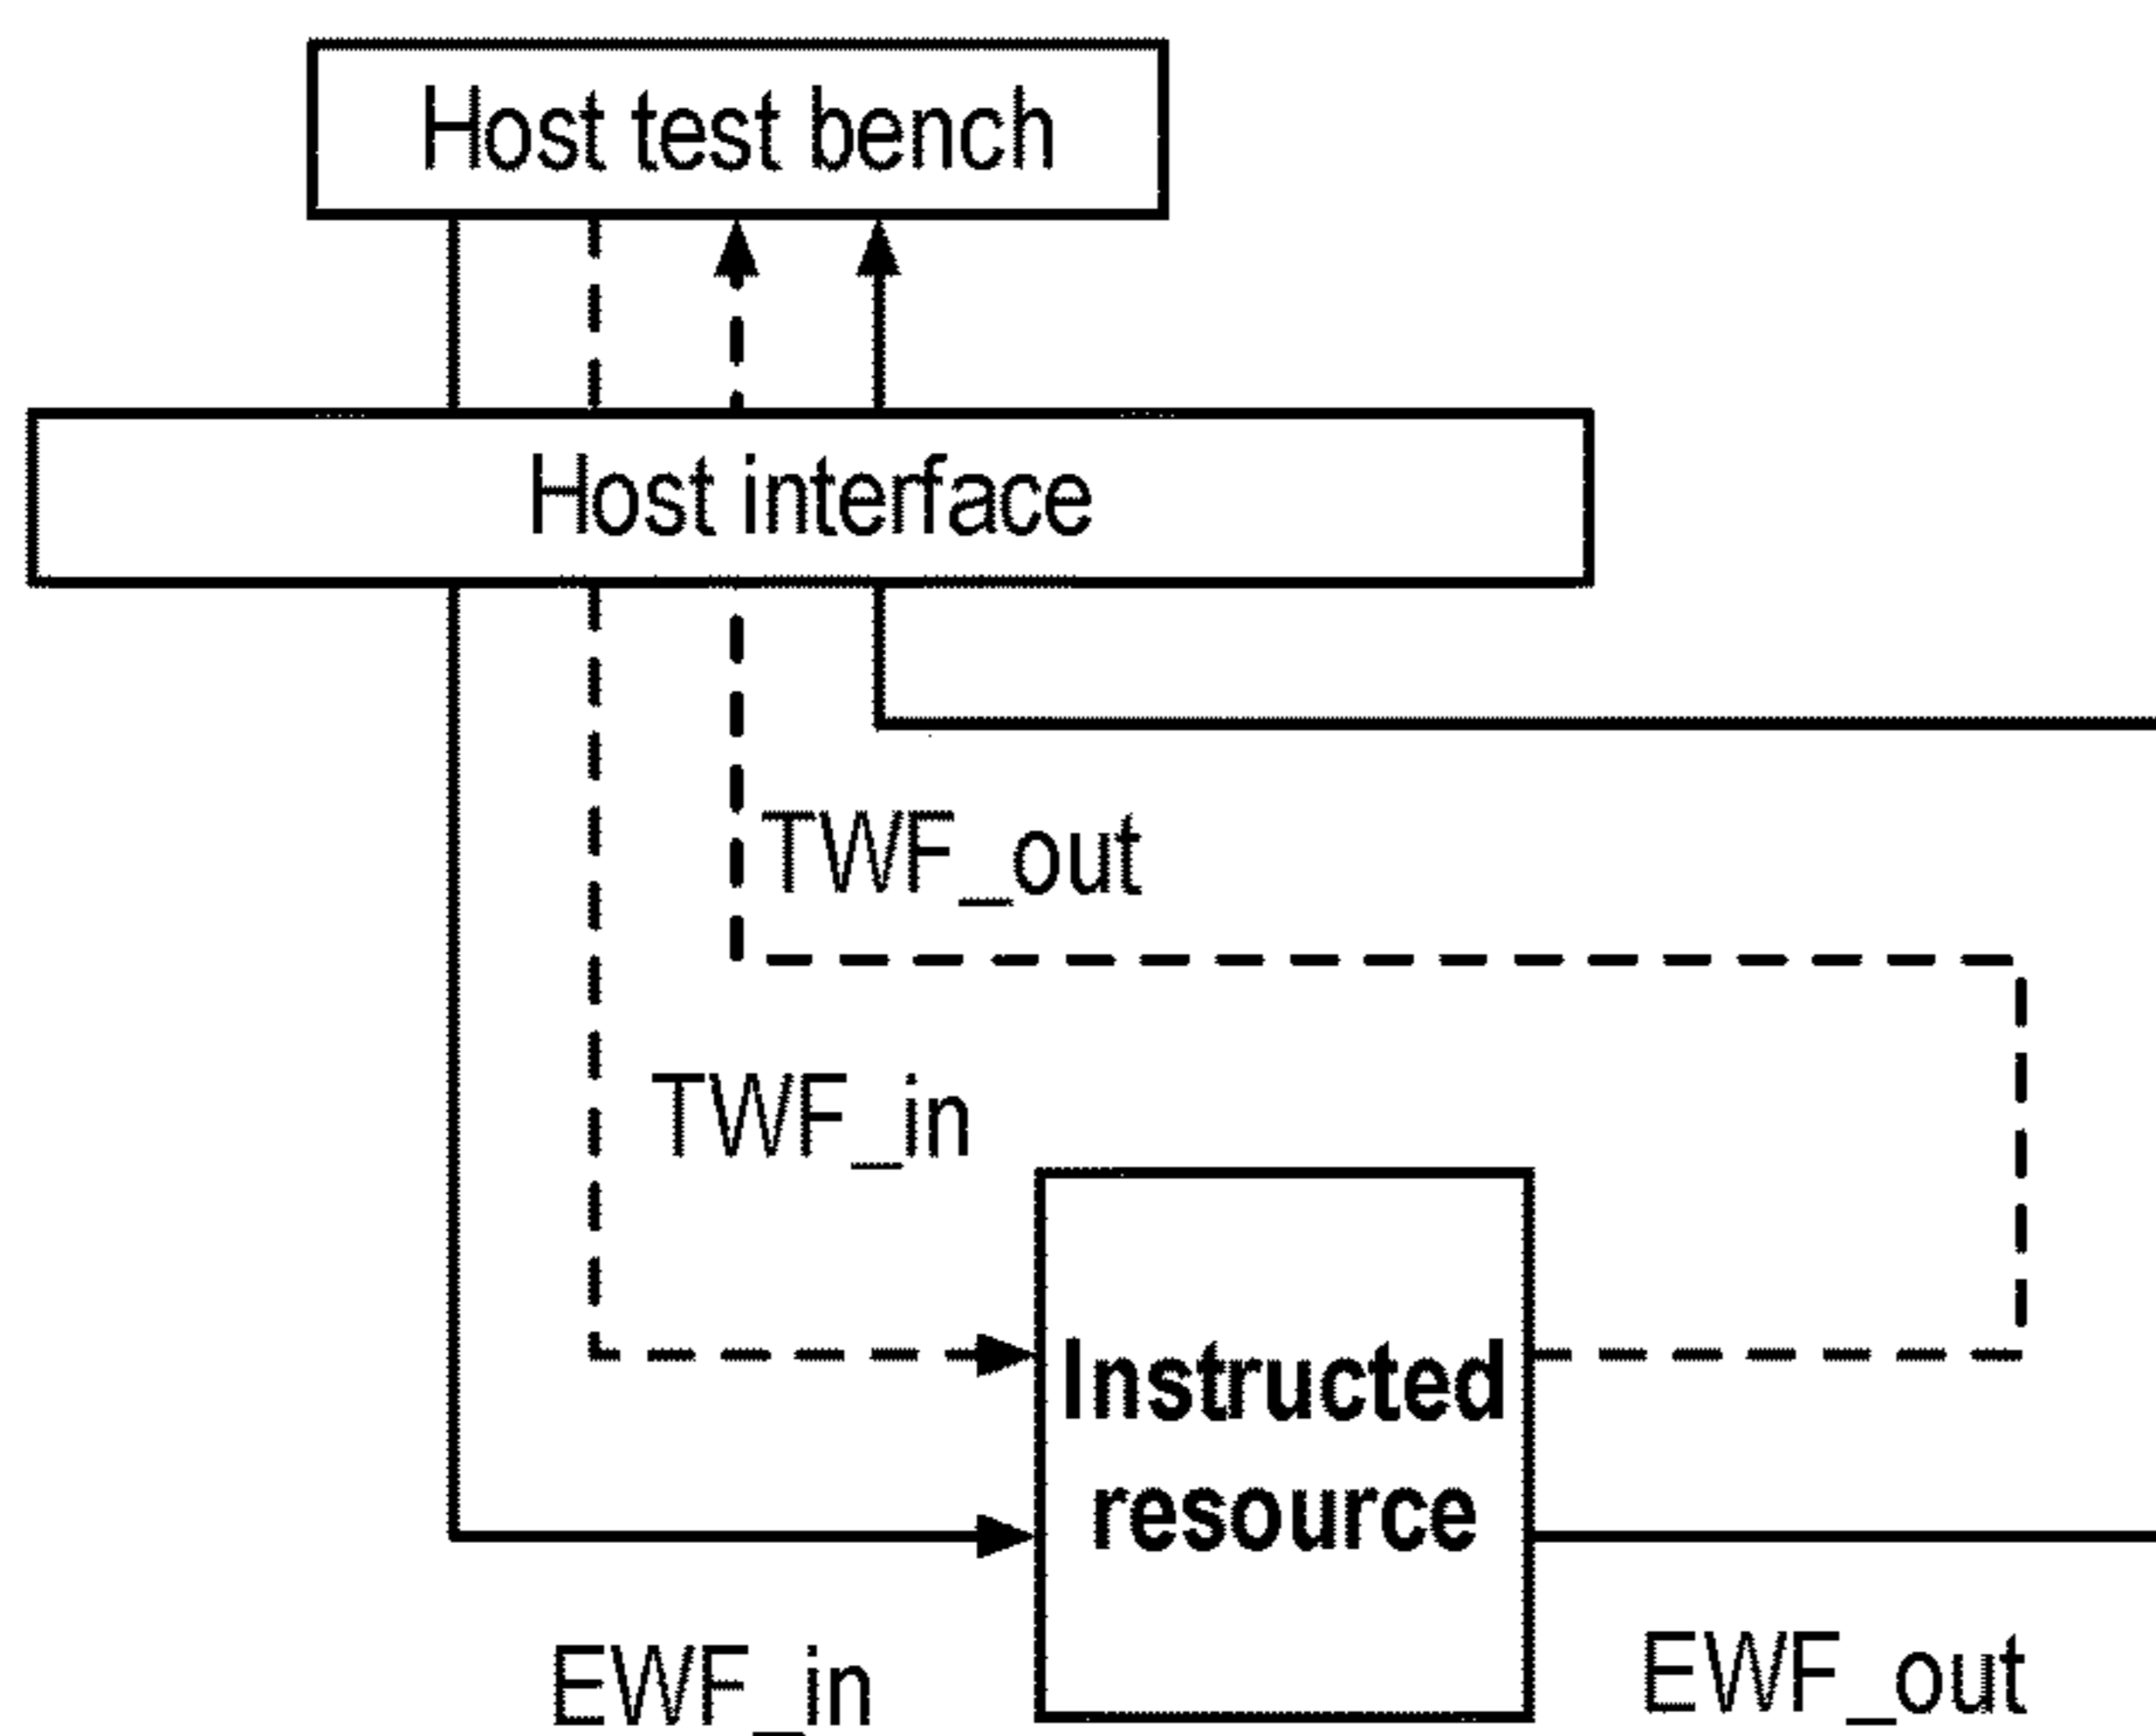 Host test bench
Host interface
TWF_out
TWF_in
Instructed
resource
EWF_in
EWF_out